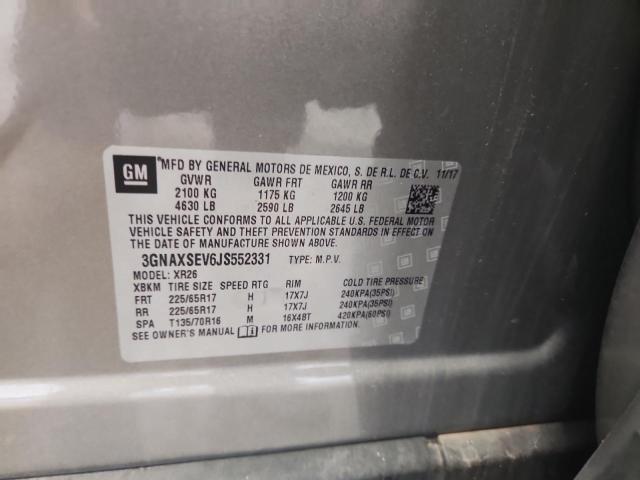 GM
MFD BY GENERAL MOTORS DE MEXICO, S. DE R.L. DE C.V. 11/17
GVWR GAWR FRT GAWR RR
2100 KG 1175 KG 1200 KG
4630 LB 2590 LB 2645 LB
THIS VEHICLE CONFORMS TO ALL APPLICABLE U.S. FEDERAL MOTOR
VEHICLE SAFETY AND THEFT PREVENTION STANDARDS IN EFFECT ON THE
DATE OF MANUFACTURE SHOWN ABOVE.
3GNAXSEV6JS552331 TYPE: M.P.V.
MODEL: XR26
XBKM TIRE SIZE SPEED RTG RIM COLD TIRE PRESSURE
FRT 225/65R17 H 17X7J 240KPA(35PSI)
RR 225/65R17 H 17X7J 240KPA(35PSI)
SPA T135/70R16 M 16X4BT 420KPA(60PSI)
SEE OWNER'S MANUAL FOR MORE INFORMATION.